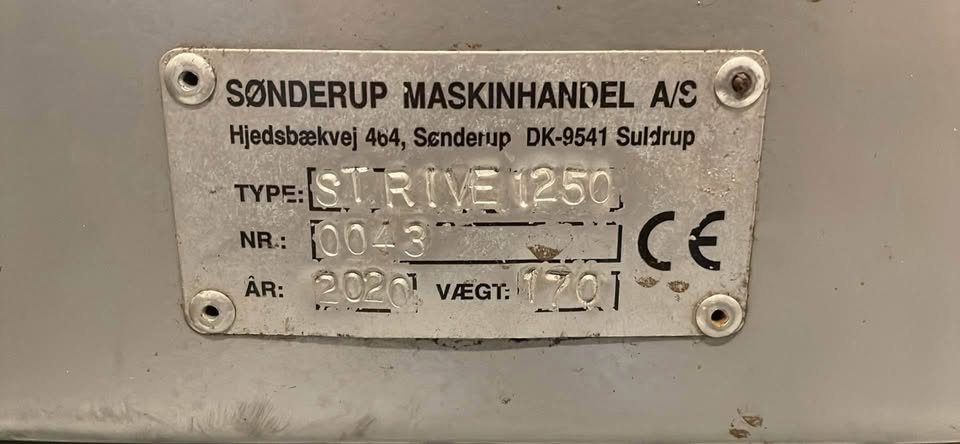 SØNDERUP MASKINHANDEL A/S
Hjedsbækvej 464, Sønderup DK-9541 Suldrup
TYPE: ST.RIVE 1250
NR.: 0043
CE
ÅR: 2020 VÆGT: 170